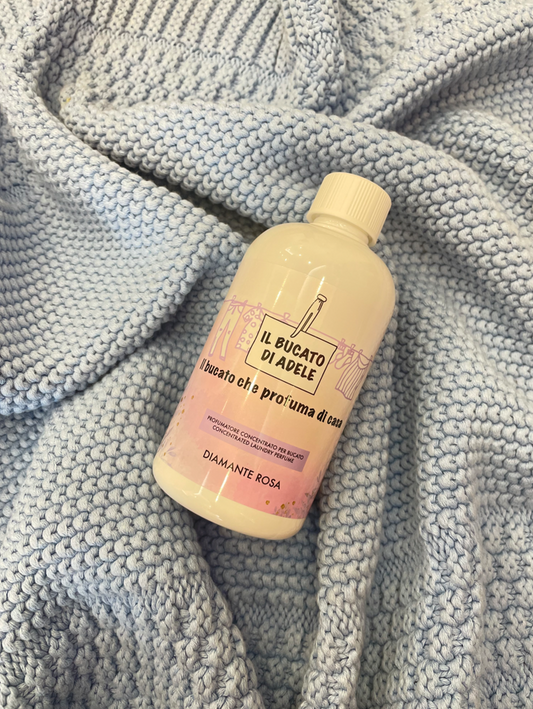 IL BUCATO
DI ADELE
il bucato che profuma di casa
PROFUMATORE CONCENTRATO PER BUCATO
CONCENTRATED LAUNDRY PERFUME
DIAMANTE ROSA